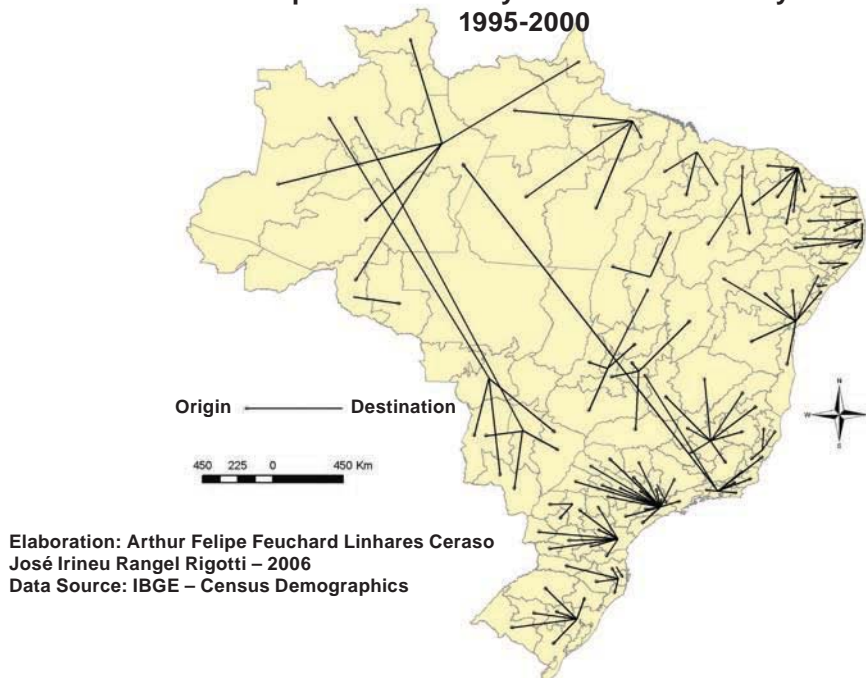 1995-2000
N
W
S
Origin Destination
450 225 0 450 Km
Elaboration: Arthur Felipe Feuchard Linhares Ceraso
José Irineu Rangel Rigotti – 2006
Data Source: IBGE – Census Demographics